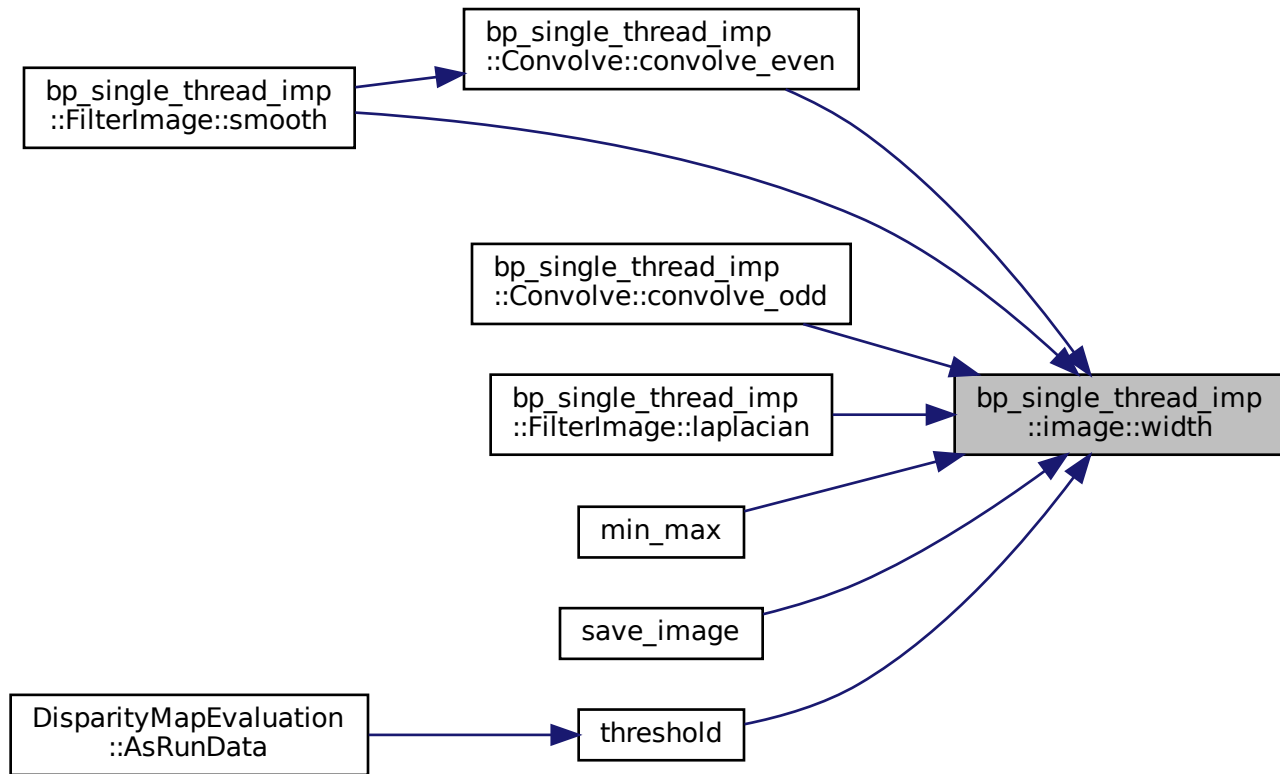 bp_single_thread_imp
::Convolve::convolve_even
bp_single_thread_imp
::FilterImage::smooth
bp_single_thread_imp
::Convolve::convolve_odd
bp_single_thread_imp
::FilterImage::laplacian
bp_single_thread_imp
::image::width
min_max
save_image
DisparityMapEvaluation
::AsRunData
threshold